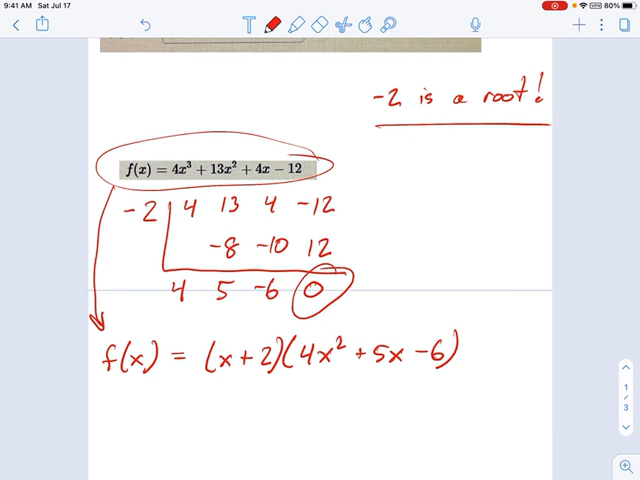 9:41 AM Sat Jul 17
VPN 80%
-2 is a root!
f(x) = 4x³ + 13x² + 4x − 12
-2 4 13 4 -12
-8 -10 12
4 5 -6 0
f(x) = (x+2)(4x² + 5x -6)
1
/
3